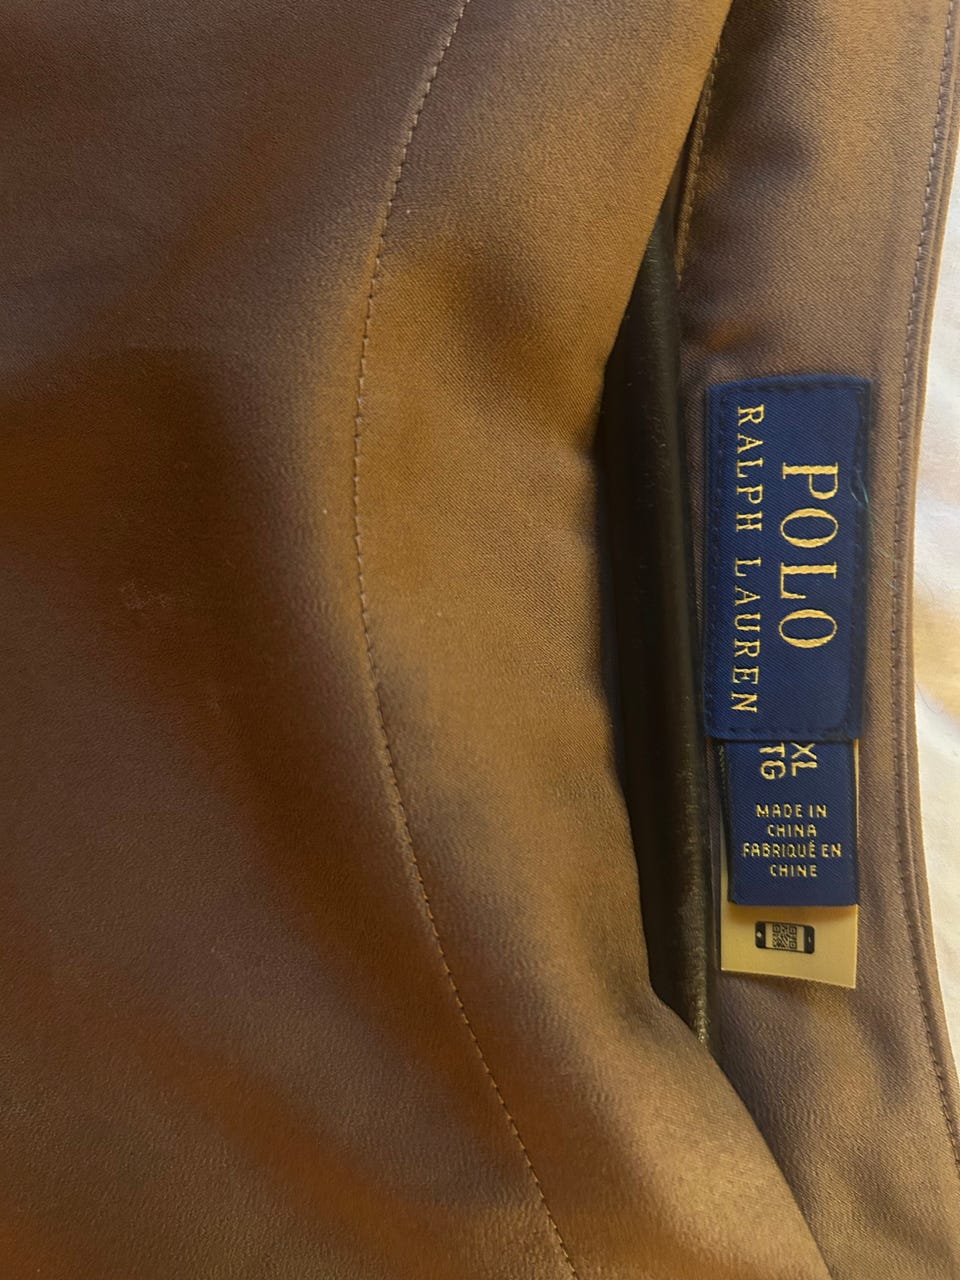 POLO
RALPH LAUREN
XL
TG
MADE IN
CHINA
FABRIQUÉ EN
CHINE